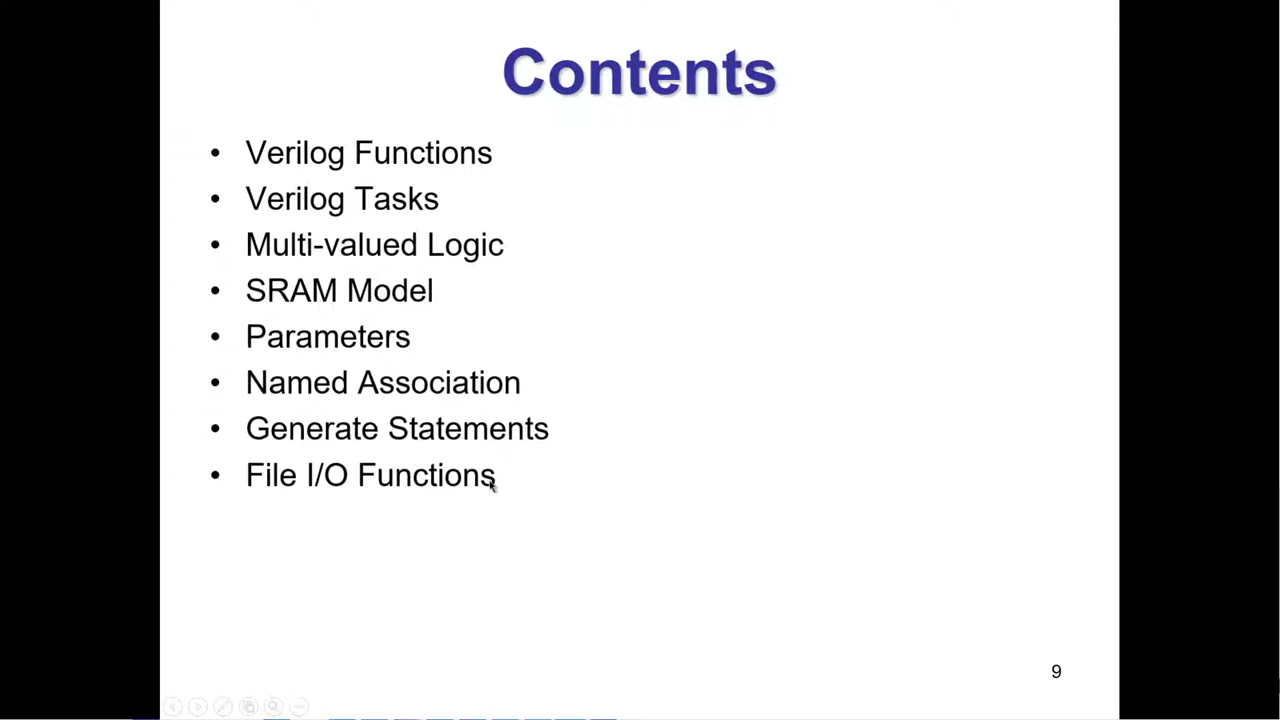 Contents
• Verilog Functions
• Verilog Tasks
• Multi-valued Logic
• SRAM Model
• Parameters
• Named Association
• Generate Statements
• File I/O Functions
9